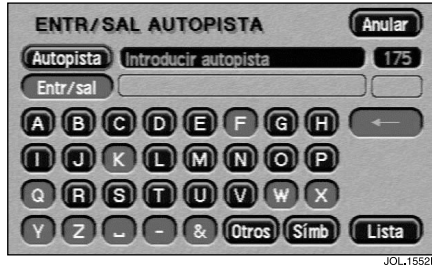 ENTR/SAL AUTOPISTA Anular
Autopista Introducir autopista 175
Entr/sal
A B C D E F G H ←
I J K L M N O P
Q R S T U V W X
Y Z ␣ - & Otros Símb Lista
JOL.1552